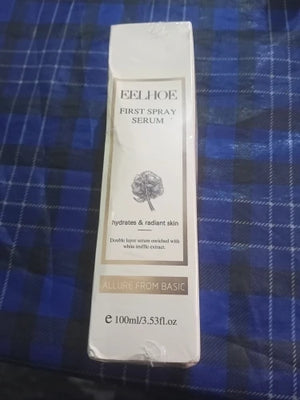 EELHOE
FIRST SPRAY
SERUM
hydrates & radiant skin
Double layer serum enriched with
white truffle extract.
ALLURE FROM BASIC
e 100ml/3.53fl.oz